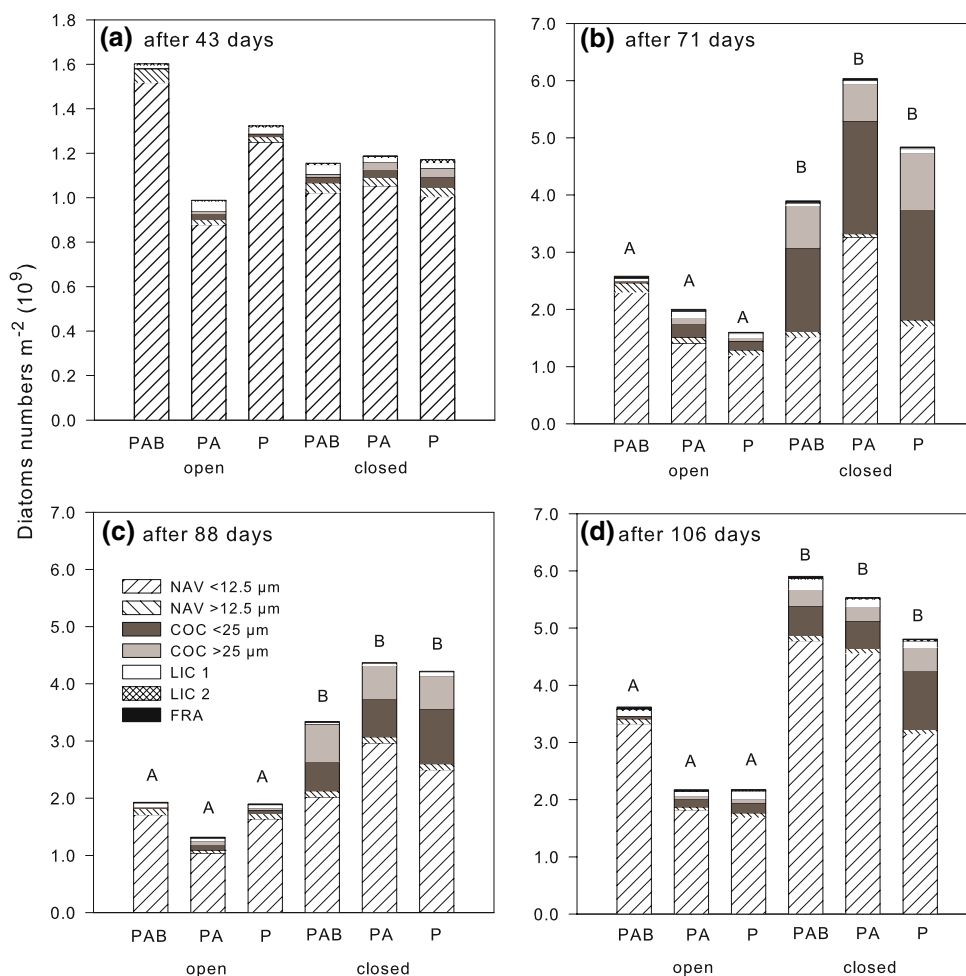 Diatoms numbers m⁻² (10⁹)
(a) after 43 days
1.8
1.6
1.4
1.2
1.0
0.8
0.6
0.4
0.2
0.0
PAB PA P PAB PA P
open closed
(b) after 71 days
7.0
6.0
5.0
4.0
3.0
2.0
1.0
0.0
A A A B B B
PAB PA P PAB PA P
open closed
(c) after 88 days
7.0
6.0
5.0
4.0
3.0
2.0
1.0
0.0
NAV <12.5 µm
NAV >12.5 µm
COC <25 µm
COC >25 µm
LIC 1
LIC 2
FRA
A A A B B B
PAB PA P PAB PA P
open closed
(d) after 106 days
7.0
6.0
5.0
4.0
3.0
2.0
1.0
0.0
A A A B B B
PAB PA P PAB PA P
open closed